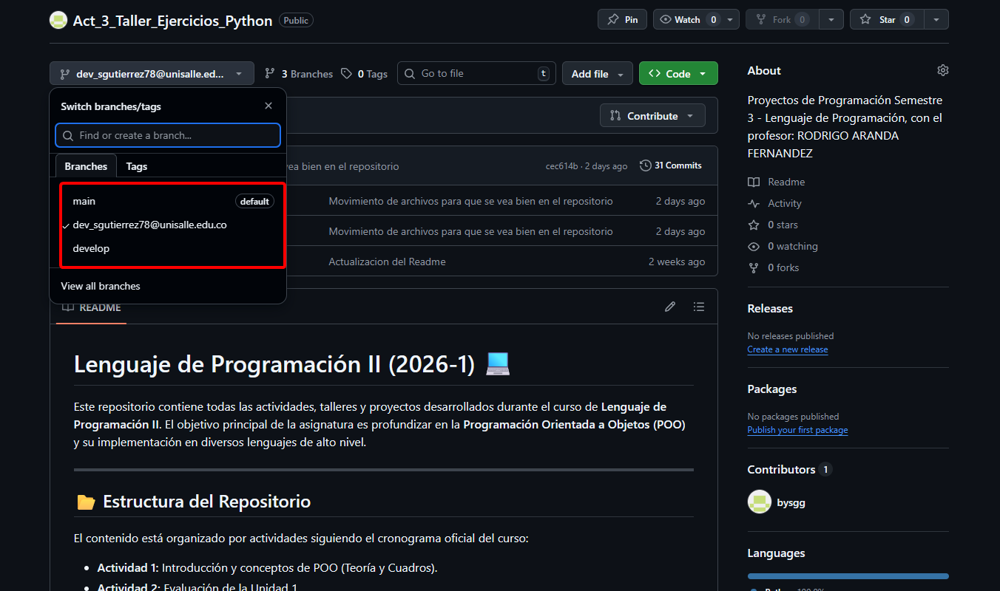 Act_3_Taller_Ejercicios_Python Public
Pin
Watch 0
Fork 0
Star 0
dev_sgutierrez78@unisalle.ed...
3 Branches
0 Tags
Go to file t
Add file
Code
Switch branches/tags
Find or create a branch...
Branches Tags
main default
dev_sgutierrez78@unisalle.edu.co
develop
View all branches
Contribute
vea bien en el repositorio cec614b · 2 days ago 31 Commits
Movimiento de archivos para que se vea bien en el repositorio 2 days ago
Movimiento de archivos para que se vea bien en el repositorio 2 days ago
Actualizacion del Readme 2 weeks ago
README
Lenguaje de Programación II (2026-1) 💻
Este repositorio contiene todas las actividades, talleres y proyectos desarrollados durante el curso de Lenguaje de
Programación II. El objetivo principal de la asignatura es profundizar en la Programación Orientada a Objetos (POO)
y su implementación en diversos lenguajes de alto nivel.
📂 Estructura del Repositorio
El contenido está organizado por actividades siguiendo el cronograma oficial del curso:
• Actividad 1: Introducción y conceptos de POO (Teoría y Cuadros).
• Actividad 2: Evaluación de la Unidad 1
About
Proyectos de Programación Semestre
3 - Lenguaje de Programación, con el
profesor: RODRIGO ARANDA
FERNANDEZ
Readme
Activity
0 stars
0 watching
0 forks
Releases
No releases published
Create a new release
Packages
No packages published
Publish your first package
Contributors 1
bysgg
Languages
Python 100.0%